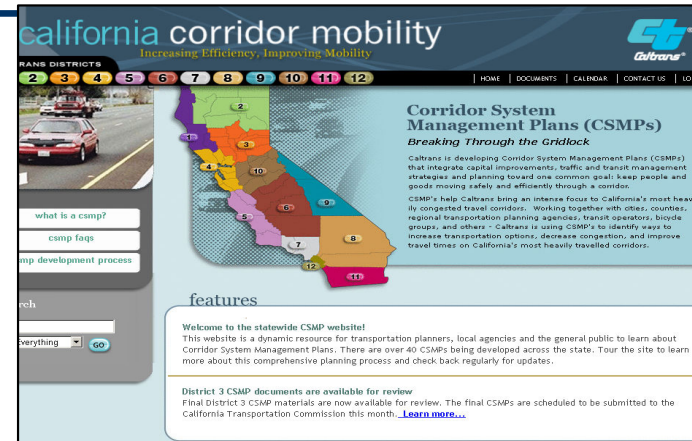 california corridor mobility
Increasing Efficiency, Improving Mobility
Caltrans
RANS DISTRICTS
2 3 4 5 6 7 8 9 10 11 12
HOME | DOCUMENTS | CALENDAR | CONTACT US | LO
2
1
3
4
10
9
6
5
8
7
12
11
Corridor System
Management Plans (CSMPs)
Breaking Through the Gridlock
Caltrans is developing Corridor System Management Plans (CSMPs)
that integrate capital improvements, traffic and transit management
strategies and planning toward one common goal: keep people and
goods moving safely and efficiently through a corridor.
CSMP's help Caltrans bring an intense focus to California's most heav
ily congested travel corridors. Working together with cities, counties,
regional transportation planning agencies, transit operators, bicycle
groups, and others - Caltrans is using CSMP's to identify ways to
increase transportation options, decrease congestion, and improve
travel times on California's most heavily travelled corridors.
what is a csmp?
csmp faqs
mp development process
rch
verything
GO
features
Welcome to the statewide CSMP website!
This website is a dynamic resource for transportation planners, local agencies and the general public to learn about
Corridor System Management Plans. There are over 40 CSMPs being developed across the state. Tour the site to learn
more about this comprehensive planning process and check back regularly for updates.
District 3 CSMP documents are available for review
Final District 3 CSMP materials are now available for review. The final CSMPs are scheduled to be submitted to the
California Transportation Commission this month. Learn more...